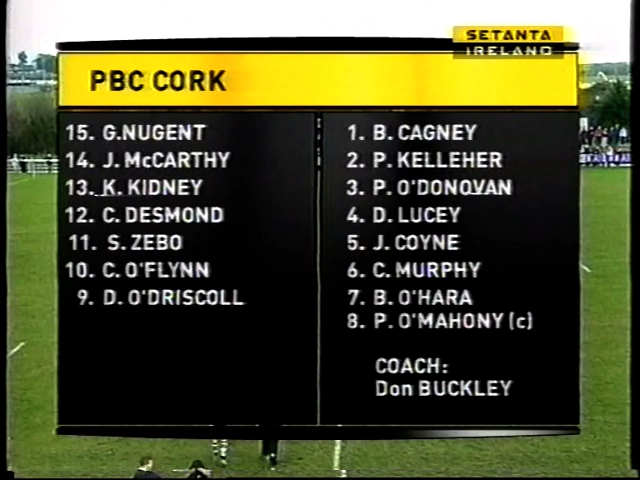 SETANTA
IRELAND
PBC CORK
15. G.NUGENT
14. J. McCARTHY
13. K. KIDNEY
12. C. DESMOND
11. S. ZEBO
10. C. O'FLYNN
9. D. O'DRISCOLL
1. B. CAGNEY
2. P. KELLEHER
3. P. O'DONOVAN
4. D. LUCEY
5. J. COYNE
6. C. MURPHY
7. B. O'HARA
8. P. O'MAHONY (c)
COACH:
Don BUCKLEY